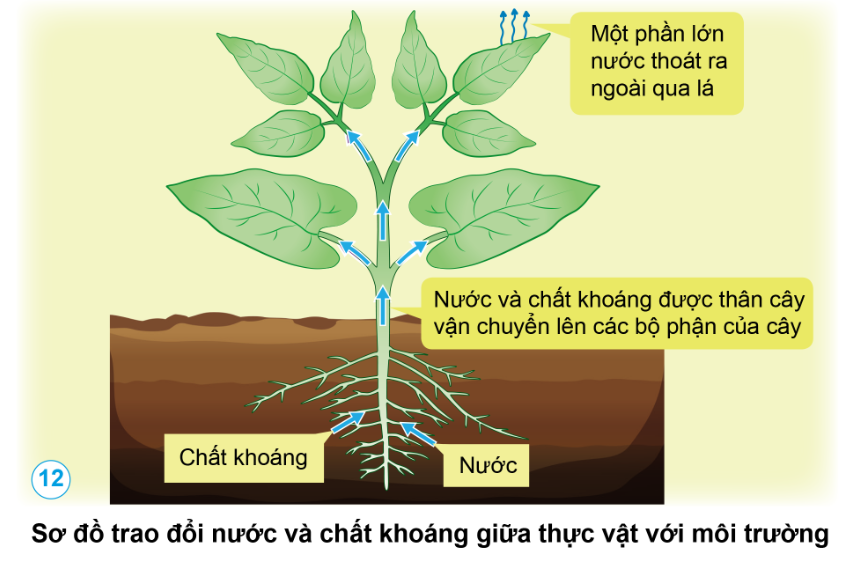 Một phần lớn
nước thoát ra
ngoài qua lá
Nước và chất khoáng được thân cây
vận chuyển lên các bộ phận của cây
Chất khoáng
Nước
12
Sơ đồ trao đổi nước và chất khoáng giữa thực vật với môi trường